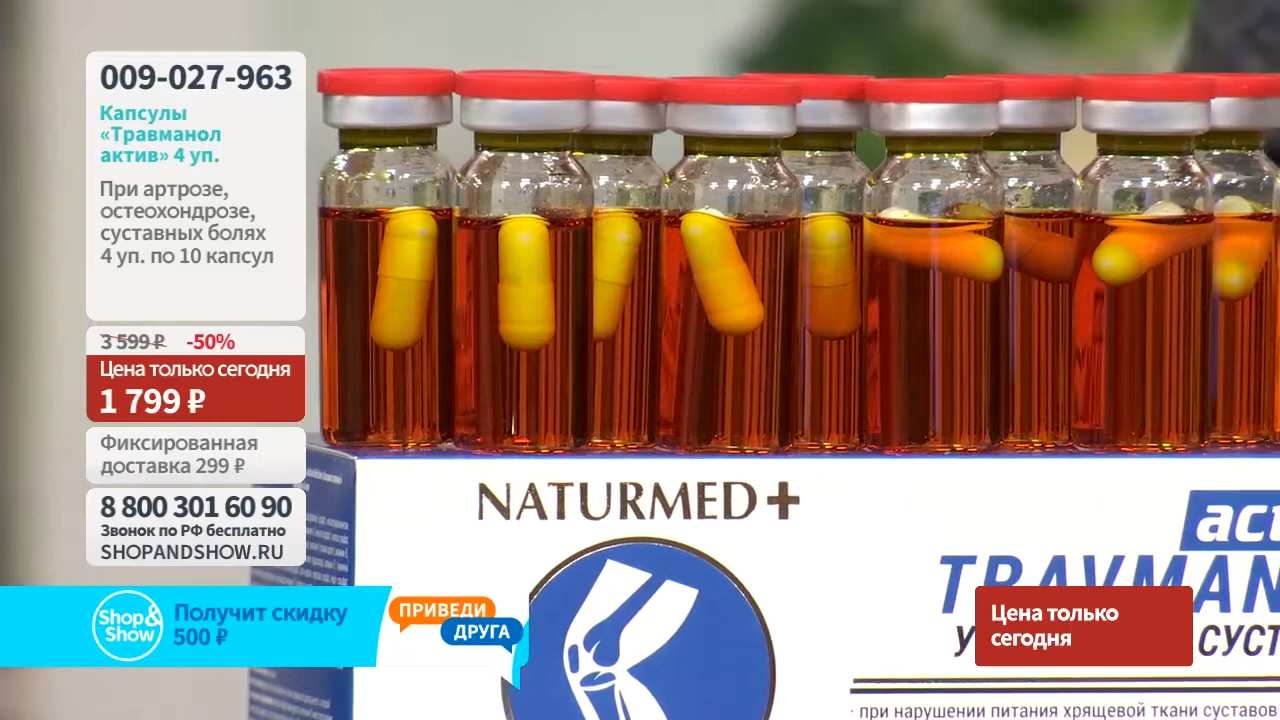 009-027-963
Капсулы
«Травманол
актив» 4 уп.
При артрозе,
остеохондрозе,
суставных болях
4 уп. по 10 капсул
3 599 ₽ -50%
Цена только сегодня
1 799 ₽
Фиксированная
доставка 299 ₽
8 800 301 60 90
Звонок по РФ бесплатно
SHOPANDSHOW.RU
Shop&
Show
Получит скидку
500 ₽
ПРИВЕДИ
ДРУГА
NATURMED+
act
TRAVMAN
Цена только
сегодня
· при нарушении питания хрящевой ткани суставов